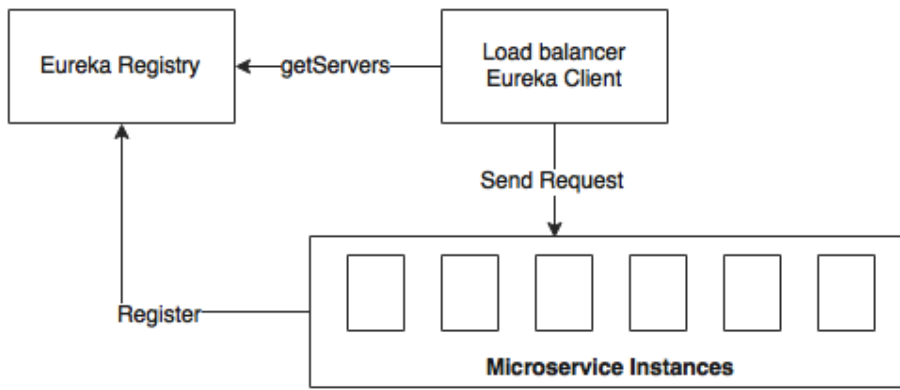 Eureka Registry
getServers
Load balancer
Eureka Client
Send Request
Register
Microservice Instances